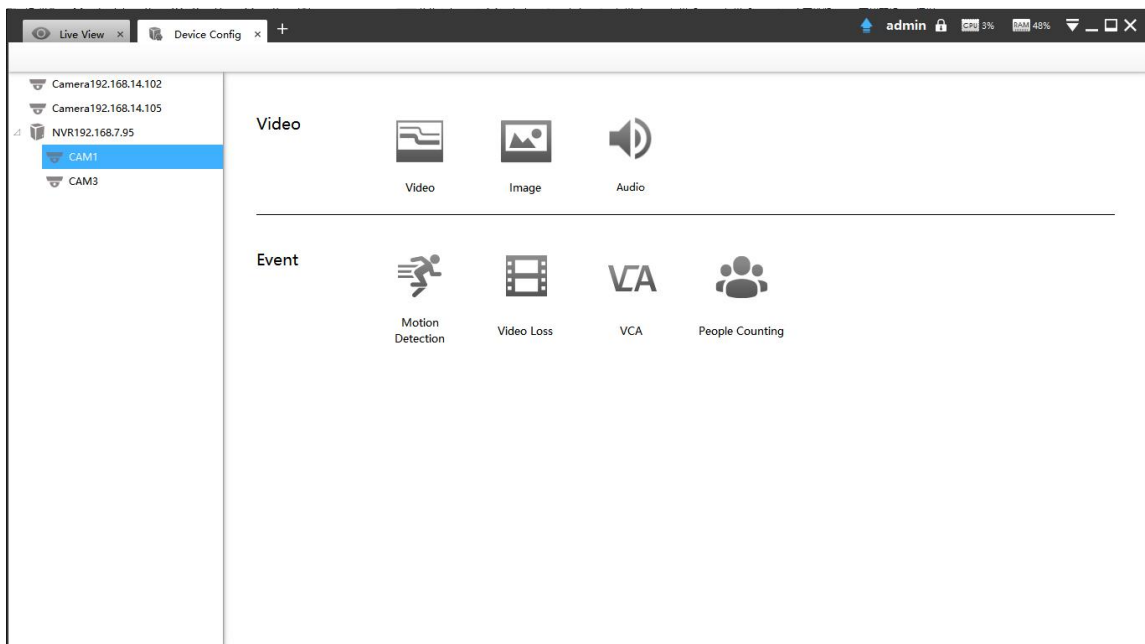 Live View × Device Config × + admin CPU 3% RAM 48%
Camera192.168.14.102
Camera192.168.14.105
NVR192.168.7.95
CAM1
CAM3
Video
Video Image Audio
Event
VCA
Motion Detection Video Loss VCA People Counting